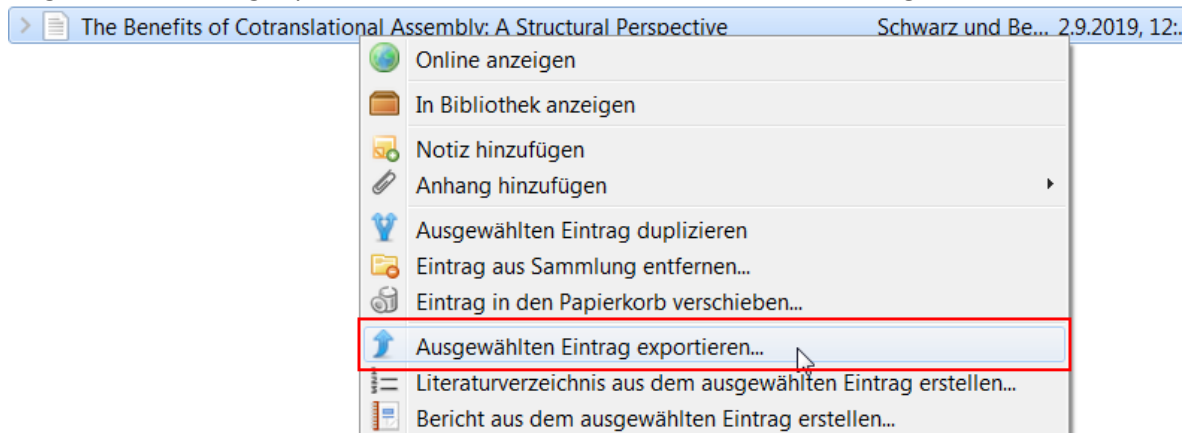 The Benefits of Cotranslational Assembly: A Structural Perspective Schwarz und Be... 2.9.2019, 12:..
Online anzeigen
In Bibliothek anzeigen
Notiz hinzufügen
Anhang hinzufügen
Ausgewählten Eintrag duplizieren
Eintrag aus Sammlung entfernen...
Eintrag in den Papierkorb verschieben...
Ausgewählten Eintrag exportieren...
Literaturverzeichnis aus dem ausgewählten Eintrag erstellen...
Bericht aus dem ausgewählten Eintrag erstellen...